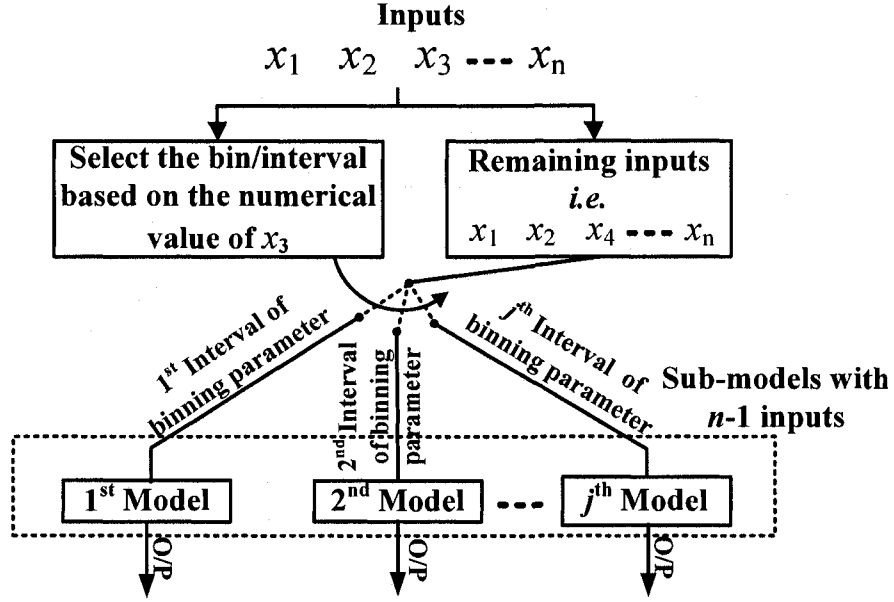 Inputs
x1 x2 x3 --- xn
Select the bin/interval
based on the numerical
value of x3
Remaining inputs
i.e.
x1 x2 x4 --- xn
1st Interval of
binning parameter
2nd Interval
of binning
parameter
jth Interval of
binning parameter
Sub-models with
n-1 inputs
1st Model
2nd Model
---
jth Model
O/P
O/P
O/P